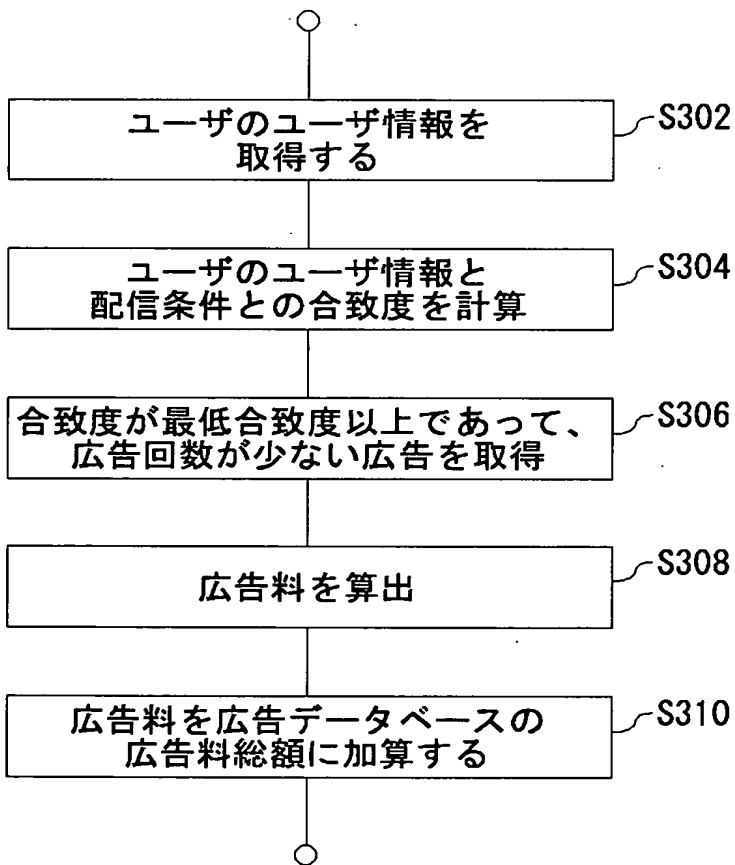 ユーザのユーザ情報を
取得する
S302
ユーザのユーザ情報と
配信条件との合致度を計算
S304
合致度が最低合致度以上であって、
広告回数が少ない広告を取得
S306
広告料を算出
S308
広告料を広告データベースの
広告料総額に加算する
S310